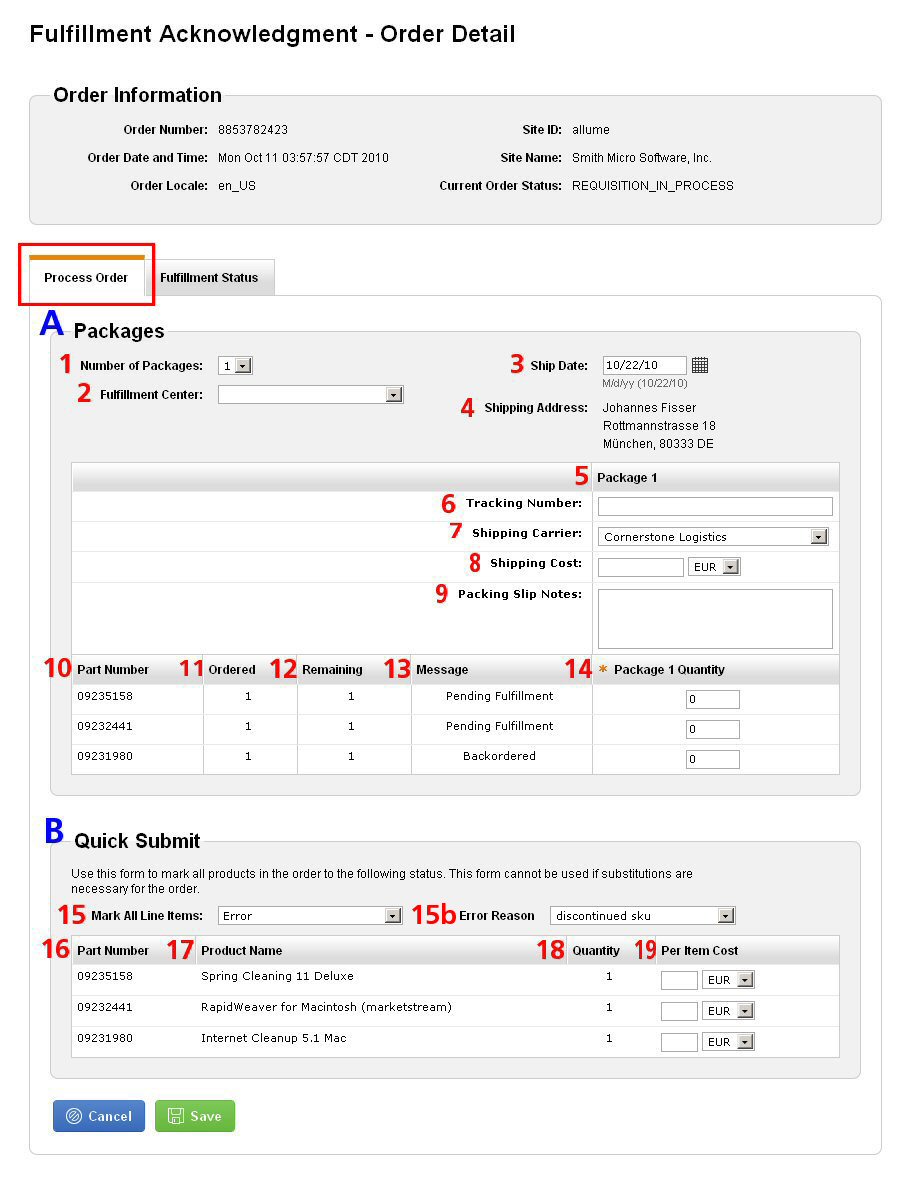 Fulfillment Acknowledgment - Order Detail
Order Information
Order Number: 8853782423 Site ID: allume
Order Date and Time: Mon Oct 11 03:57:57 CDT 2010 Site Name: Smith Micro Software, Inc.
Order Locale: en_US Current Order Status: REQUISITION_IN_PROCESS
Process Order Fulfillment Status
A Packages
1 Number of Packages: 1 3 Ship Date: 10/22/10
M/d/yy (10/22/10)
2 Fulfillment Center: 4 Shipping Address: Johannes Fisser
Rottmannstrasse 18
München, 80333 DE
5 Package 1
6 Tracking Number:
7 Shipping Carrier: Cornerstone Logistics
8 Shipping Cost: EUR
9 Packing Slip Notes:
10 Part Number 11 Ordered 12 Remaining 13 Message 14 * Package 1 Quantity
09235158 1 1 Pending Fulfillment 0
09232441 1 1 Pending Fulfillment 0
09231980 1 1 Backordered 0
B Quick Submit
Use this form to mark all products in the order to the following status. This form cannot be used if substitutions are
necessary for the order.
15 Mark All Line Items: Error 15b Error Reason discontinued sku
16 Part Number 17 Product Name 18 Quantity 19 Per Item Cost
09235158 Spring Cleaning 11 Deluxe 1 EUR
09232441 RapidWeaver for Macintosh (marketstream) 1 EUR
09231980 Internet Cleanup 5.1 Mac 1 EUR
Cancel Save